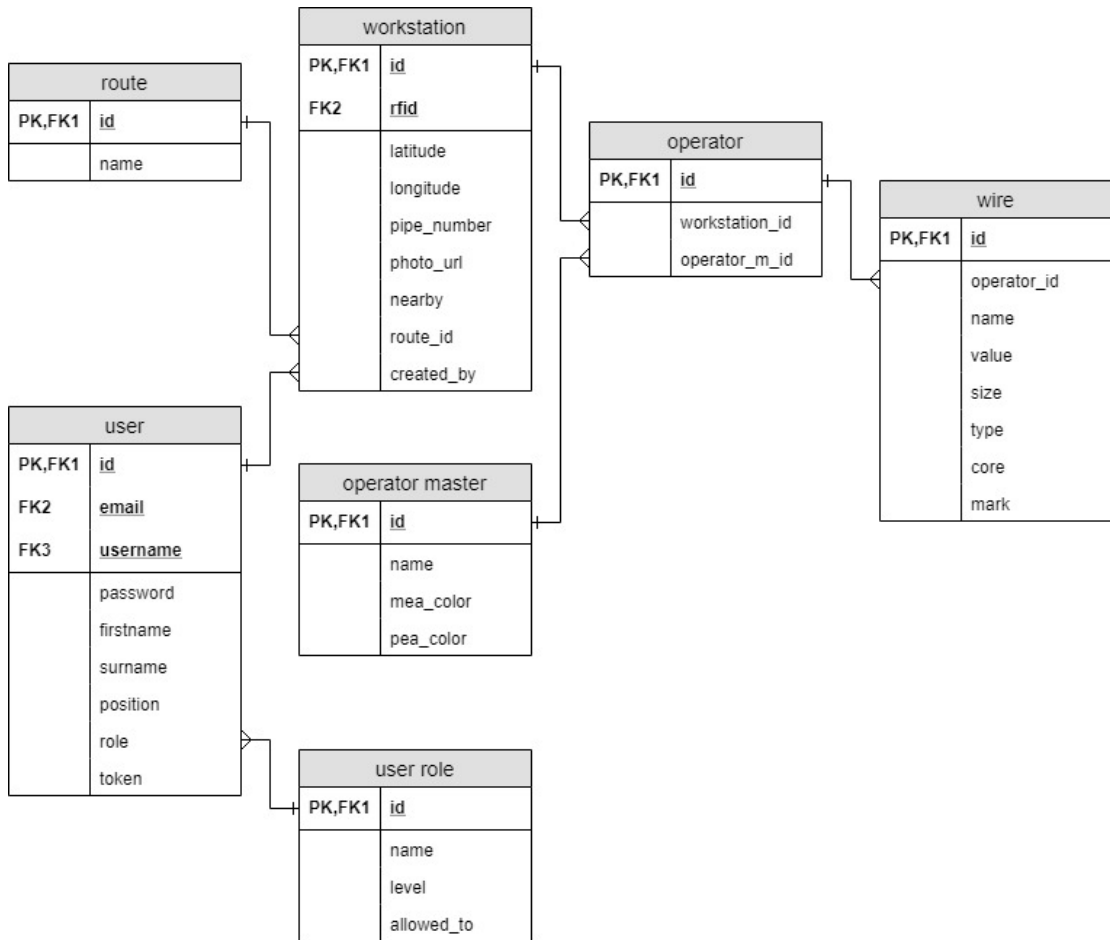 workstation
PK,FK1 id
FK2 rfid
latitude
longitude
pipe_number
photo_url
nearby
route_id
created_by
route
PK,FK1 id
name
operator
PK,FK1 id
workstation_id
operator_m_id
wire
PK,FK1 id
operator_id
name
value
size
type
core
mark
user
PK,FK1 id
FK2 email
FK3 username
password
firstname
surname
position
role
token
operator master
PK,FK1 id
name
mea_color
pea_color
user role
PK,FK1 id
name
level
allowed_to